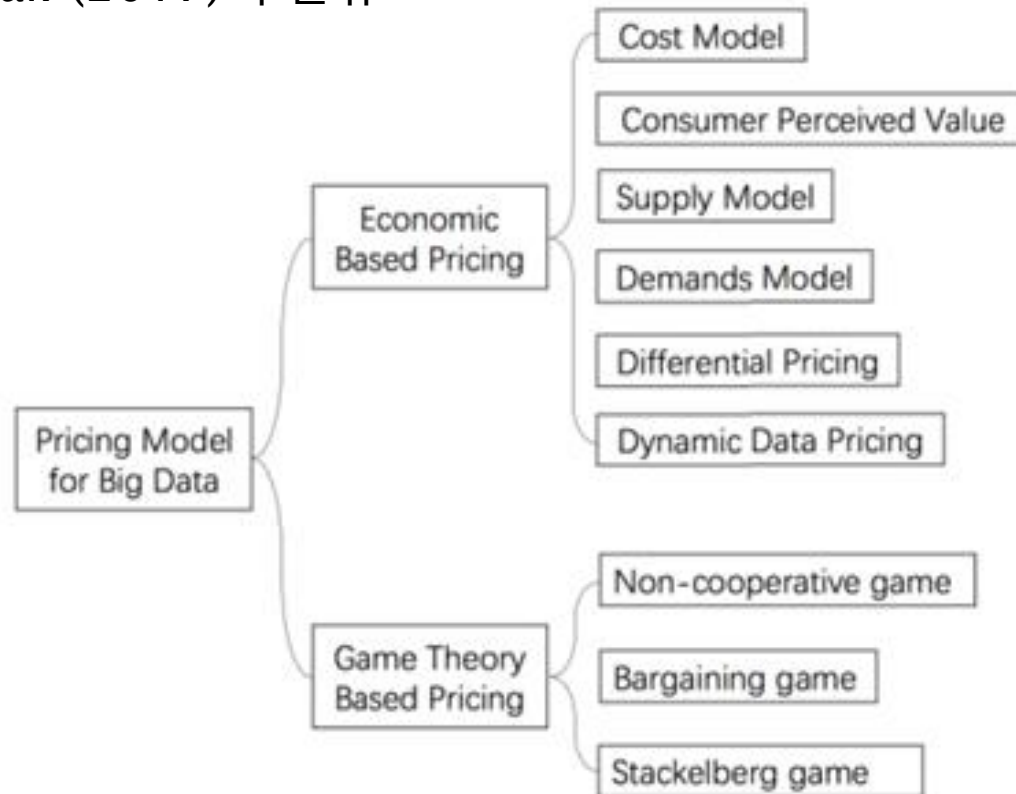 Pricing Model
for Big Data
Economic
Based Pricing
Cost Model
Consumer Perceived Value
Supply Model
Demands Model
Differential Pricing
Dynamic Data Pricing
Game Theory
Based Pricing
Non-cooperative game
Bargaining game
Stackelberg game